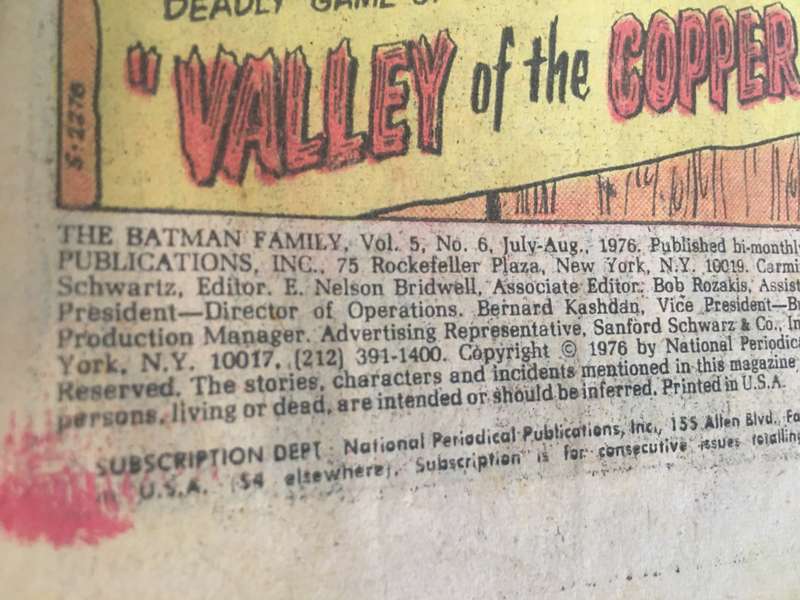 DEADLY GAME OF
"VALLEY of the COPPER
S-2278
THE BATMAN FAMILY, Vol. 5, No. 6, July-Aug., 1976. Published bi-monthly
PUBLICATIONS, INC., 75 Rockefeller Plaza, New York, N.Y. 10019. Carmi
Schwartz, Editor. E. Nelson Bridwell, Associate Editor. Bob Rozakis, Assist
President—Director of Operations. Bernard Kashdan, Vice President—Bu
Production Manager. Advertising Representative, Sanford Schwarz & Co., In
York, N.Y. 10017, (212) 391-1400. Copyright © 1976 by National Periodica
Reserved. The stories, characters and incidents mentioned in this magazine
persons, living or dead, are intended or should be inferred. Printed in U.S.A.
SUBSCRIPTION DEPT.: National Periodical Publications, Inc., 155 Allen Blvd., Fa
in U.S.A. ($4 elsewhere). Subscription is for consecutive issues totalling